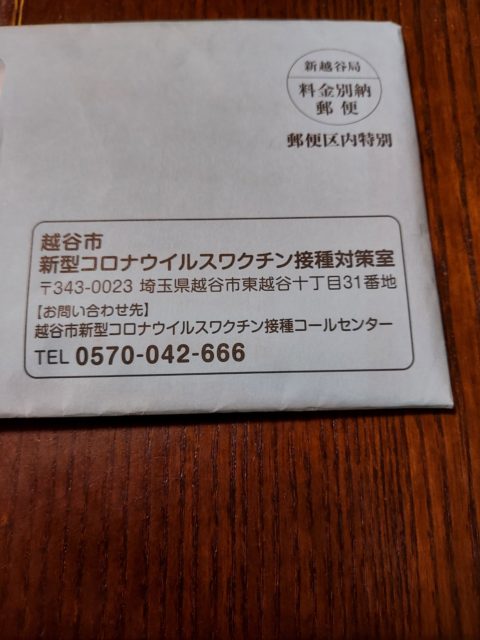 新越谷局
料金別納
郵便
郵便区内特別
越谷市
新型コロナウイルスワクチン接種対策室
〒343-0023 埼玉県越谷市東越谷十丁目31番地
【お問い合わせ先】
越谷市新型コロナウイルスワクチン接種コールセンター
TEL 0570-042-666